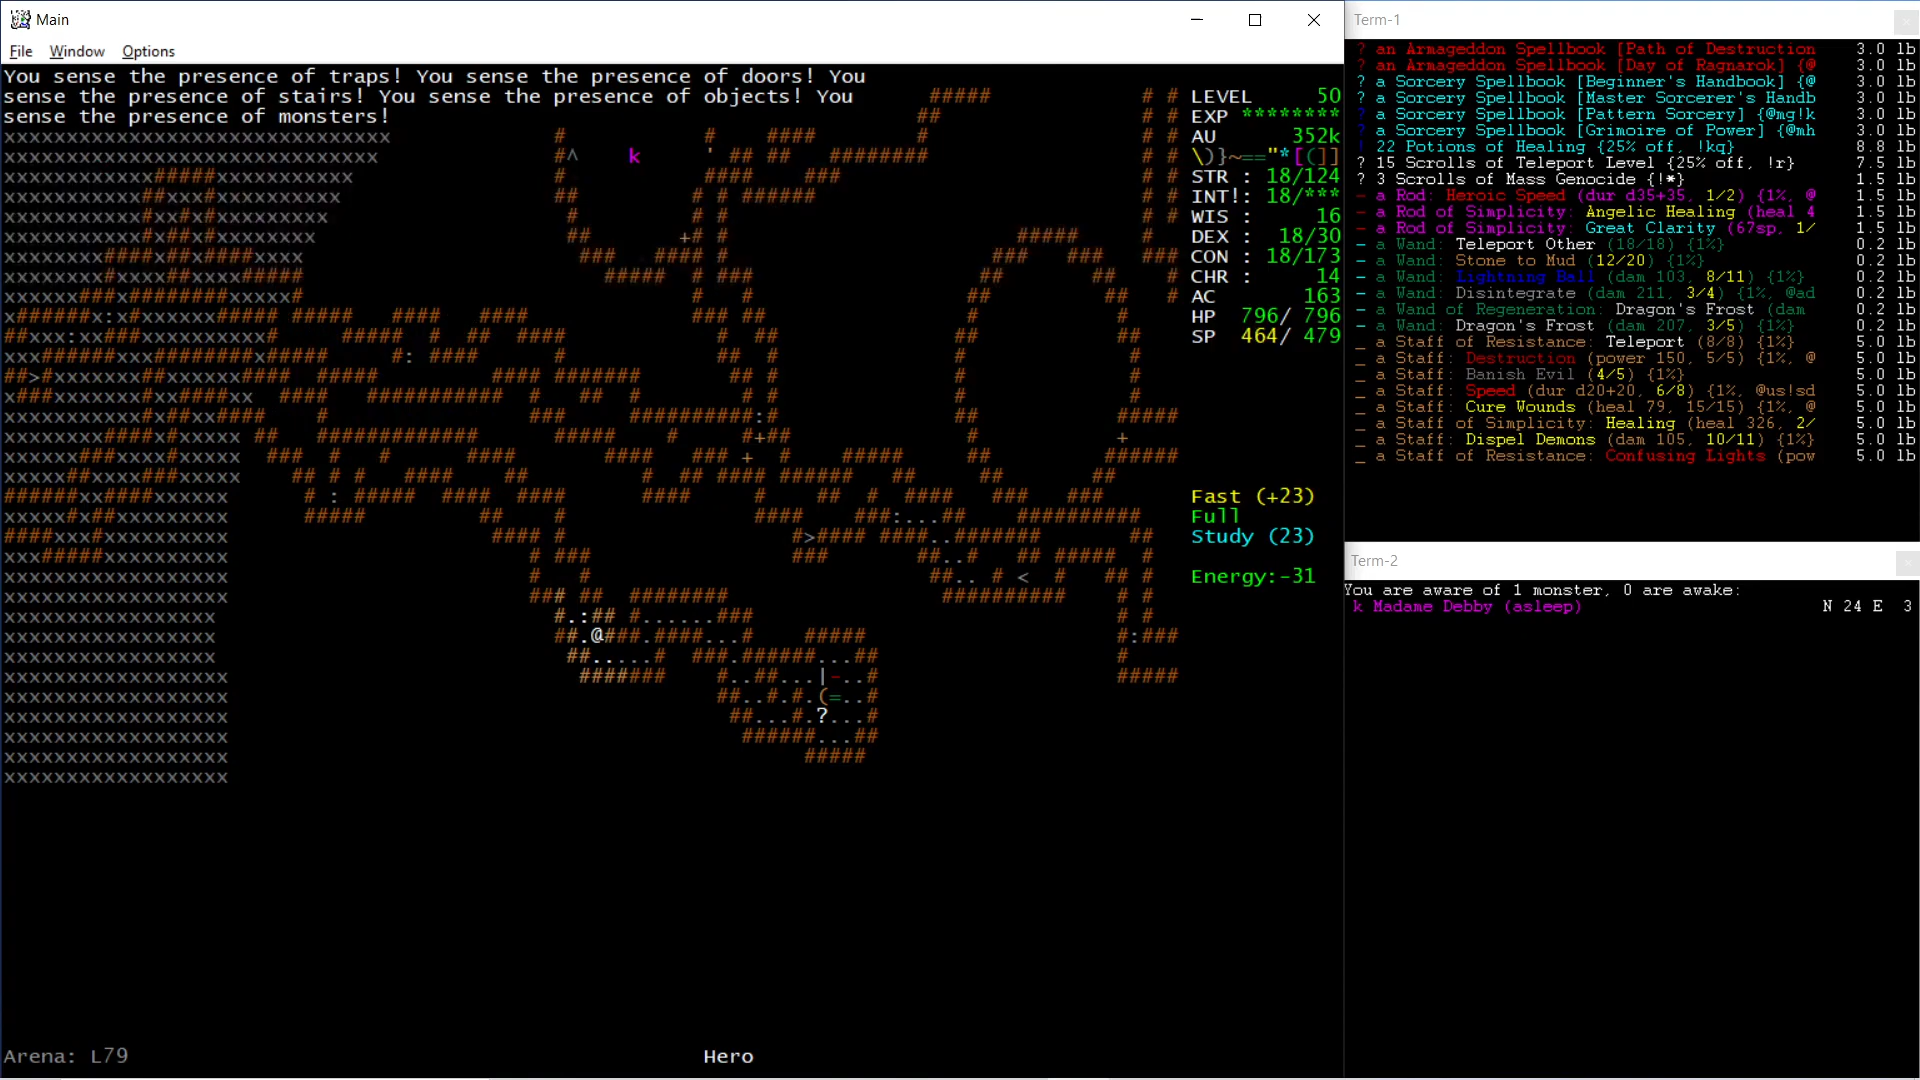 Main
File Window Options
You sense the presence of traps! You sense the presence of doors! You
sense the presence of stairs! You sense the presence of objects! You
sense the presence of monsters!
LEVEL 50
EXP ********
AU 352k
STR : 18/124
INT!: 18/***
WIS : 16
DEX : 18/30
CON : 18/173
CHR : 14
AC 163
HP 796/ 796
SP 464/ 479
Fast (+23)
Full
Study (23)
Energy:-31
Arena: L79
Hero
Term-1
? an Armageddon Spellbook [Path of Destruction 3.0 lb
? an Armageddon Spellbook [Day of Ragnarok] {@ 3.0 lb
? a Sorcery Spellbook [Beginner's Handbook] {@ 3.0 lb
? a Sorcery Spellbook [Master Sorcerer's Handb 3.0 lb
? a Sorcery Spellbook [Pattern Sorcery] {@mg!k 3.0 lb
? a Sorcery Spellbook [Grimoire of Power] {@mh 3.0 lb
! 22 Potions of Healing {25% off, !kq} 8.8 lb
? 15 Scrolls of Teleport Level {25% off, !r} 7.5 lb
? 3 Scrolls of Mass Genocide {!*} 1.5 lb
- a Rod: Heroic Speed (dur d35+35, 1/2) {1%, @ 1.5 lb
- a Rod of Simplicity: Angelic Healing (heal 4 1.5 lb
- a Rod of Simplicity: Great Clarity (67sp, 1/ 1.5 lb
- a Wand: Teleport Other (18/18) {1%} 0.2 lb
- a Wand: Stone to Mud (12/20) {1%} 0.2 lb
- a Wand: Lightning Ball (dam 103, 8/11) {1%} 0.2 lb
- a Wand: Disintegrate (dam 211, 3/4) {1%, @ad 0.2 lb
- a Wand of Regeneration: Dragon's Frost (dam 0.2 lb
- a Wand: Dragon's Frost (dam 207, 3/5) {1%} 0.2 lb
_ a Staff of Resistance: Teleport (8/8) {1%} 5.0 lb
_ a Staff: Destruction (power 150, 5/5) {1%, @ 5.0 lb
_ a Staff: Banish Evil (4/5) {1%} 5.0 lb
_ a Staff: Speed (dur d20+20, 6/8) {1%, @us!sd 5.0 lb
_ a Staff: Cure Wounds (heal 79, 15/15) {1%, @ 5.0 lb
_ a Staff of Simplicity: Healing (heal 326, 2/ 5.0 lb
_ a Staff: Dispel Demons (dam 105, 10/11) {1%} 5.0 lb
_ a Staff of Resistance: Confusing Lights (pow 5.0 lb
Term-2
You are aware of 1 monster, 0 are awake:
k Madame Debby (asleep) N 24 E 3